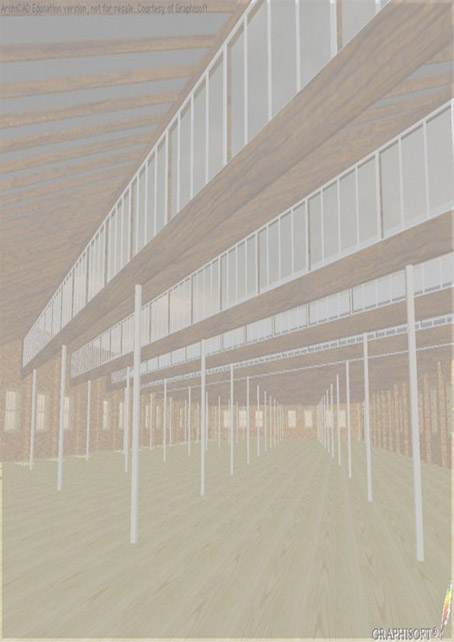 ArchiCAD Education version, not for resale. Courtesy of Graphisoft.
GRAPHISOFT®